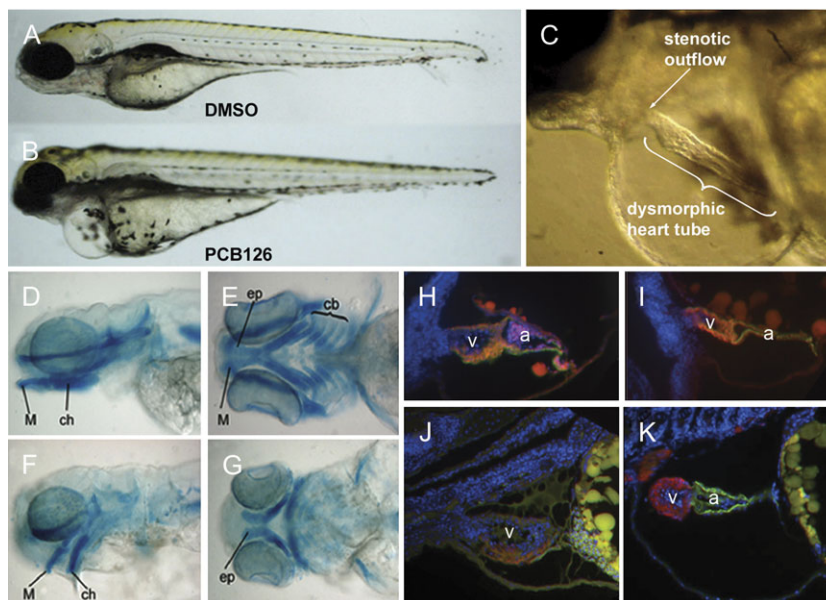 A
DMSO
B
PCB126
C
stenotic
outflow
dysmorphic
heart tube
D
M
ch
E
ep
cb
M
F
M
ch
G
ep
H
v
a
I
v
a
J
v
K
v
a